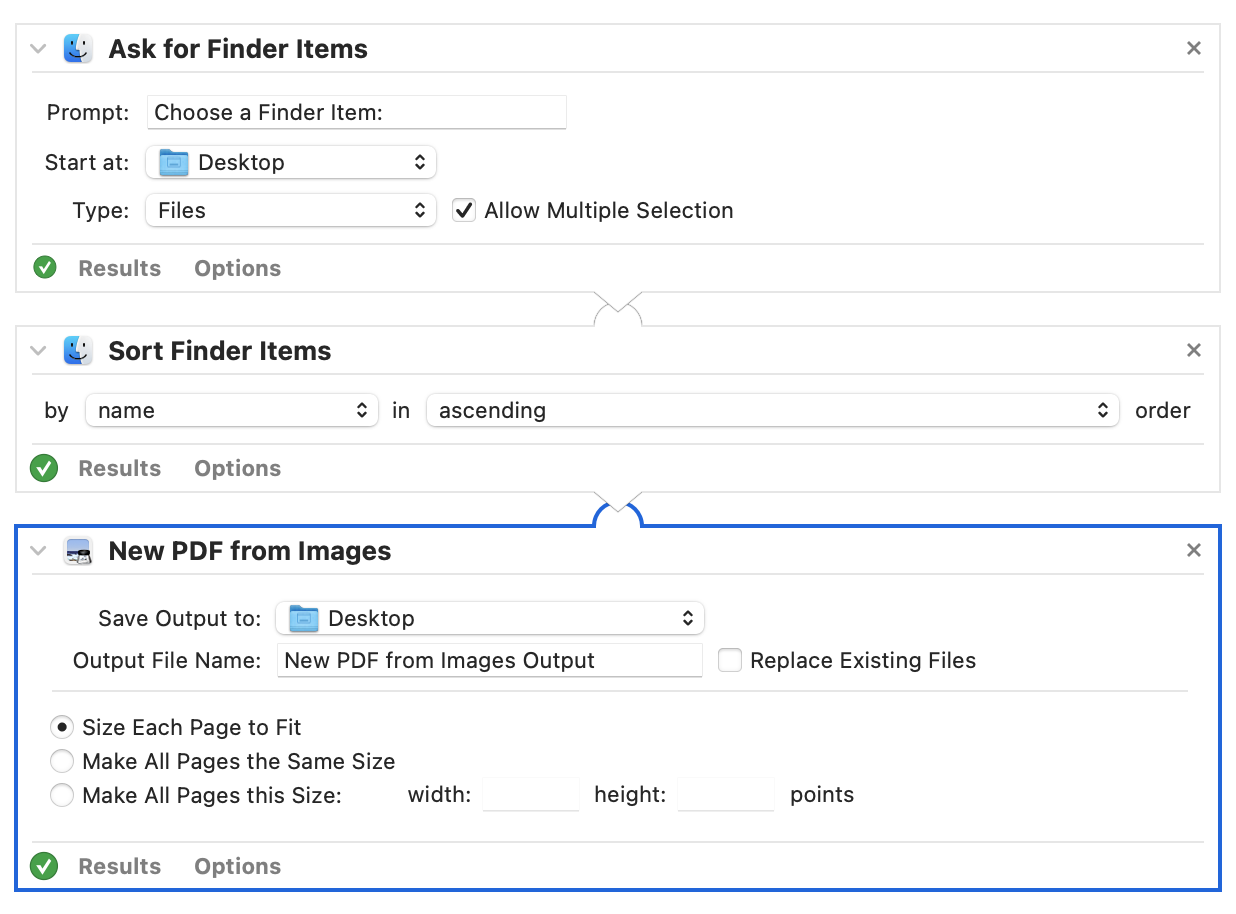 Ask for Finder Items
Prompt: Choose a Finder Item:
Start at: Desktop
Type: Files Allow Multiple Selection
Results Options
Sort Finder Items
by name in ascending order
Results Options
New PDF from Images
Save Output to: Desktop
Output File Name: New PDF from Images Output Replace Existing Files
Size Each Page to Fit
Make All Pages the Same Size
Make All Pages this Size: width: height: points
Results Options